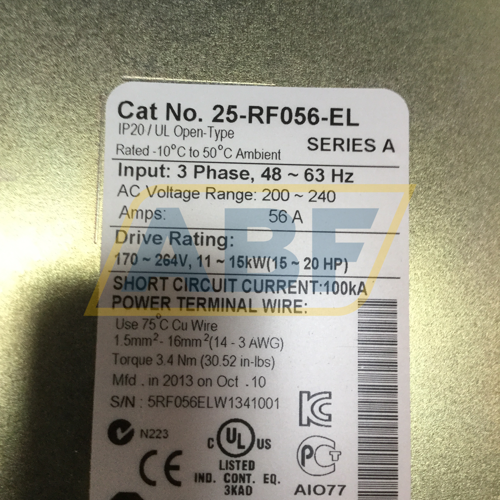 Cat No. 25-RF056-EL
IP20 / UL Open-Type
SERIES A
Rated -10°C to 50°C Ambient
Input: 3 Phase, 48 ~ 63 Hz
AC Voltage Range: 200 ~ 240
Amps: 56 A
Drive Rating:
170 ~ 264V, 11 ~ 15kW(15 ~ 20 HP)
SHORT CIRCUIT CURRENT:100kA
POWER TERMINAL WIRE:
Use 75°C Cu Wire
1.5mm²- 16mm²(14 - 3 AWG)
Torque 3.4 Nm (30.52 in-lbs)
Mfd . in 2013 on Oct .10
S/N : 5RF056ELW1341001
N223
C UL US
LISTED
IND. CONT. EQ.
3KAD
CE
KC
PCT
AIO77
ABF